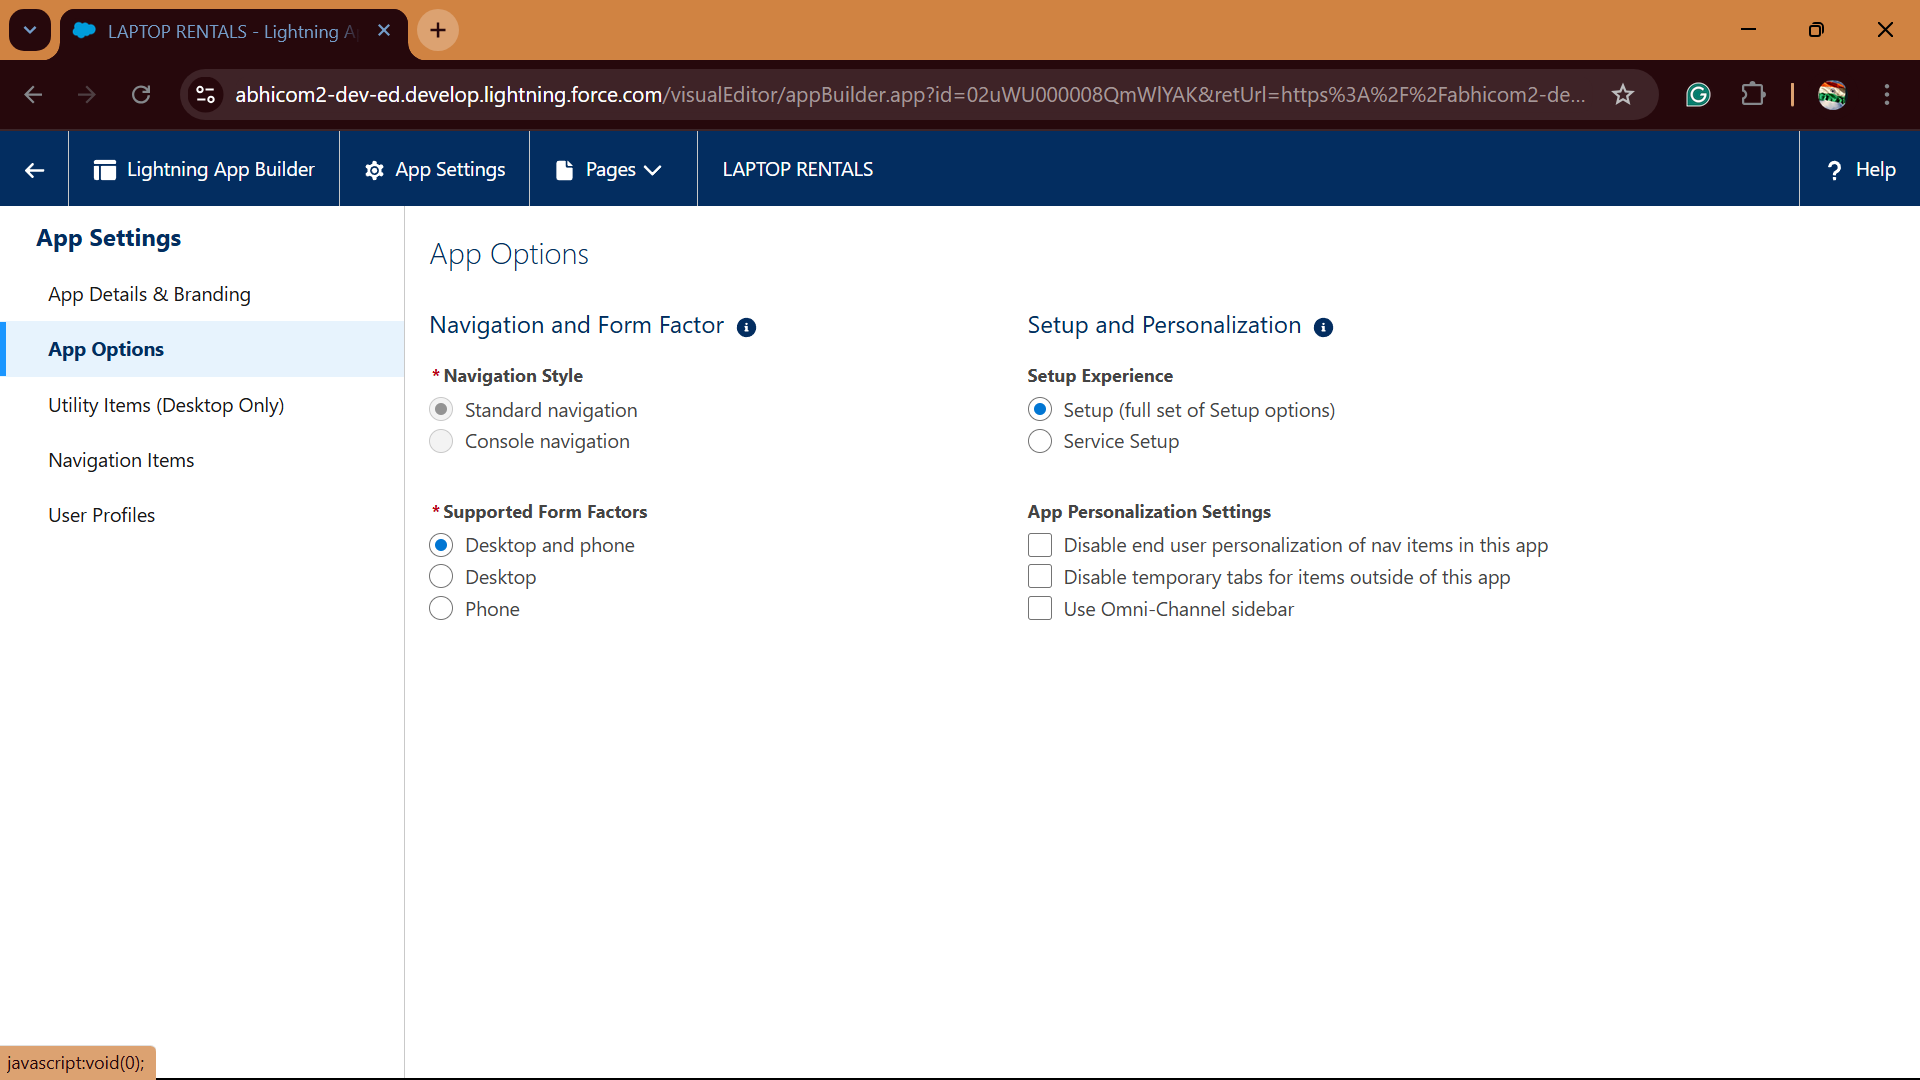 LAPTOP RENTALS - Lightning A
abhicom2-dev-ed.develop.lightning.force.com/visualEditor/appBuilder.app?id=02uWU000008QmWlYAK&retUrl=https%3A%2F%2Fabhicom2-de...
Lightning App Builder
App Settings
Pages
LAPTOP RENTALS
? Help
App Settings
App Details & Branding
App Options
Utility Items (Desktop Only)
Navigation Items
User Profiles
App Options
Navigation and Form Factor
* Navigation Style
Standard navigation
Console navigation
* Supported Form Factors
Desktop and phone
Desktop
Phone
Setup and Personalization
Setup Experience
Setup (full set of Setup options)
Service Setup
App Personalization Settings
Disable end user personalization of nav items in this app
Disable temporary tabs for items outside of this app
Use Omni-Channel sidebar
javascript:void(0);